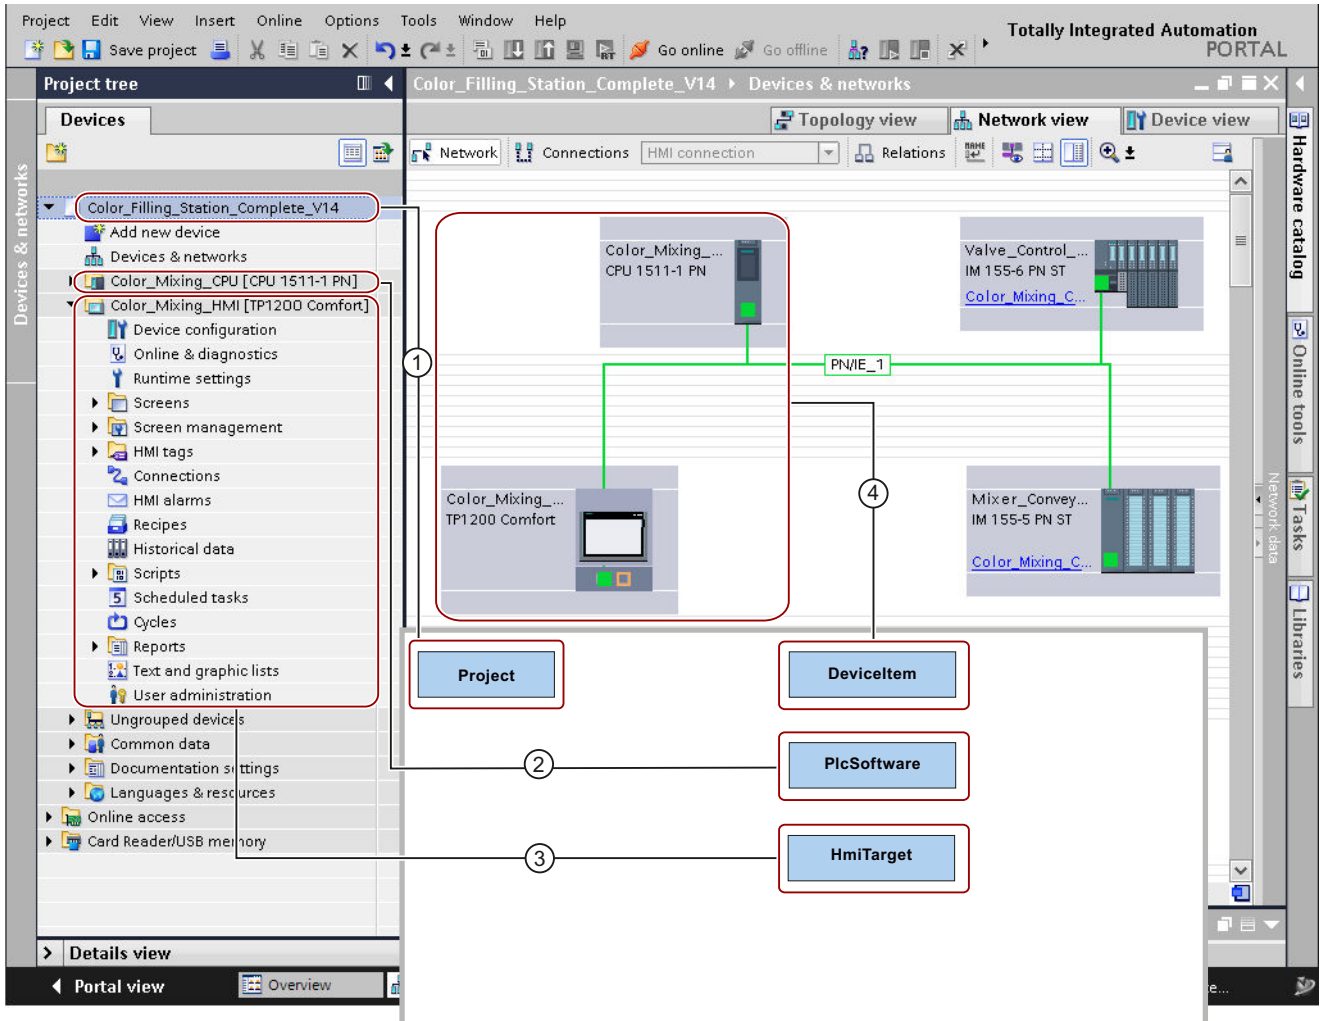 Project Edit View Insert Online Options Tools Window Help
Totally Integrated Automation
PORTAL
Save project
Go online
Go offline
Project tree
Color_Filling_Station_Complete_V14 Devices & networks
Devices
Topology view
Network view
Device view
Network
Connections
HMI connection
Relations
Devices & networks
Color_Filling_Station_Complete_V14
Add new device
Devices & networks
Color_Mixing_CPU [CPU 1511-1 PN]
Color_Mixing_HMI [TP1200 Comfort]
Device configuration
Online & diagnostics
Runtime settings
Screens
Screen management
HMI tags
Connections
HMI alarms
Recipes
Historical data
Scripts
Scheduled tasks
Cycles
Reports
Text and graphic lists
User administration
Ungrouped devices
Common data
Documentation settings
Languages & resources
Online access
Card Reader/USB memory
Details view
Portal view
Overview
Color_Mixing_...
CPU 1511-1 PN
Valve_Control_...
IM 155-6 PN ST
Color_Mixing_C...
PN/IE_1
Color_Mixing_...
TP1200 Comfort
Mixer_Convey...
IM 155-5 PN ST
Color_Mixing_C...
1
4
2
3
Project
DeviceItem
PlcSoftware
HmiTarget
Network data
Hardware catalog
Online tools
Tasks
Libraries